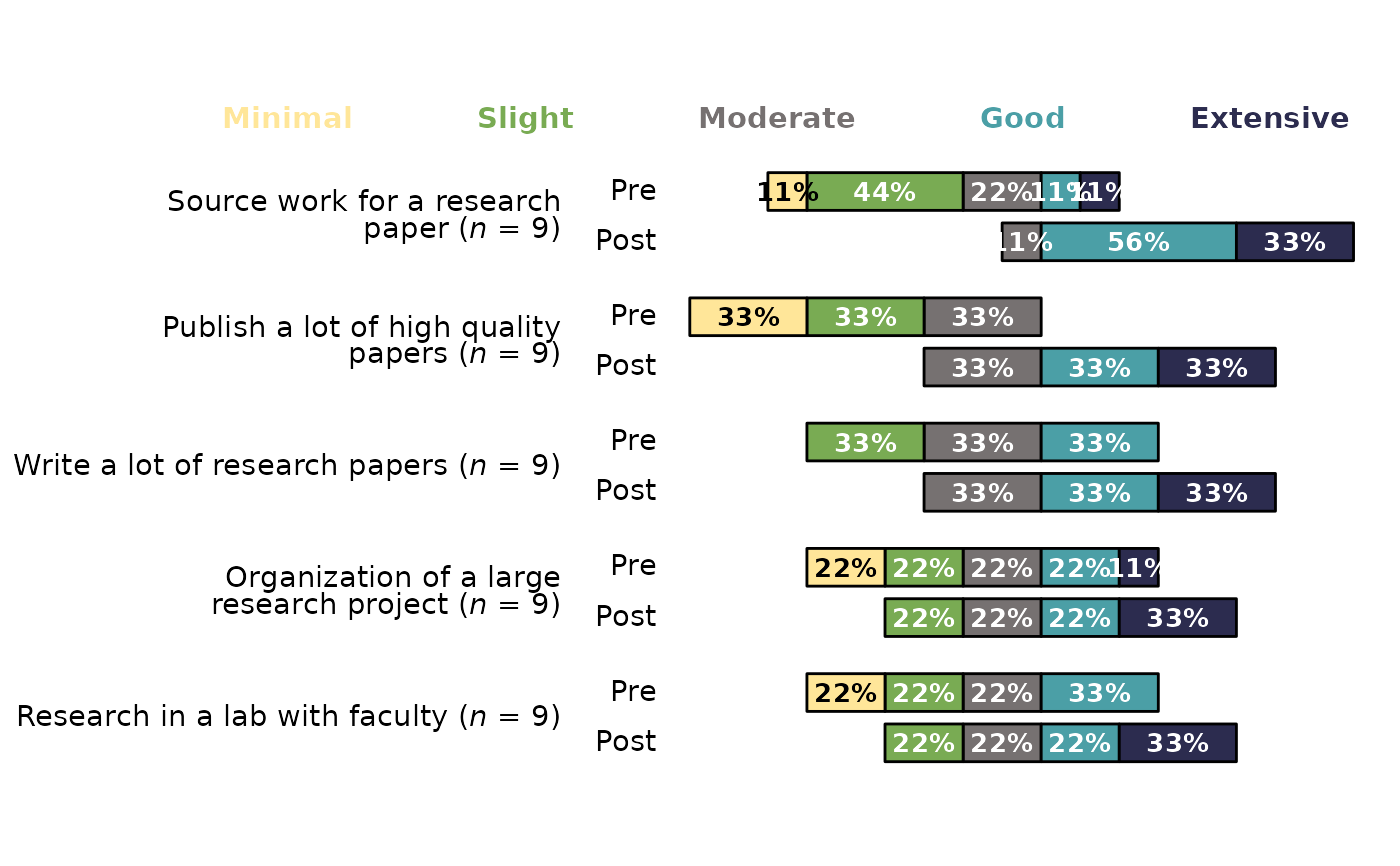 Minimal Slight Moderate Good Extensive
Source work for a research
paper (n = 9)
Pre 11% 44% 22% 11% 11%
Post 11% 56% 33%
Publish a lot of high quality
papers (n = 9)
Pre 33% 33% 33%
Post 33% 33% 33%
Write a lot of research papers (n = 9)
Pre 33% 33% 33%
Post 33% 33% 33%
Organization of a large
research project (n = 9)
Pre 22% 22% 22% 22% 11%
Post 22% 22% 22% 33%
Research in a lab with faculty (n = 9)
Pre 22% 22% 22% 33%
Post 22% 22% 22% 33%